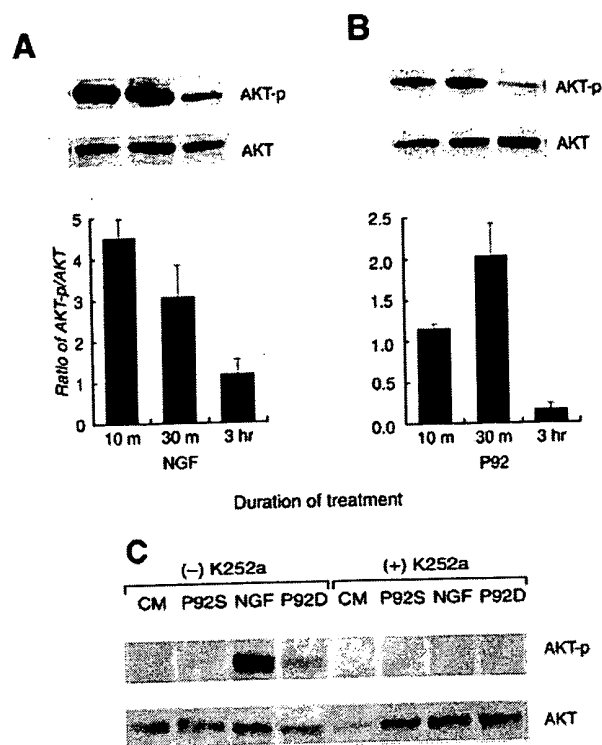 A
B
AKT-p
AKT
AKT-p
AKT
Ratio of AKT-p/AKT
5
4
3
2
1
0
10 m 30 m 3 hr
NGF
2.5
2.0
1.5
1.0
0.5
0.0
10 m 30 m 3 hr
P92
Duration of treatment
C
(–) K252a (+) K252a
CM P92S NGF P92D CM P92S NGF P92D
AKT-p
AKT